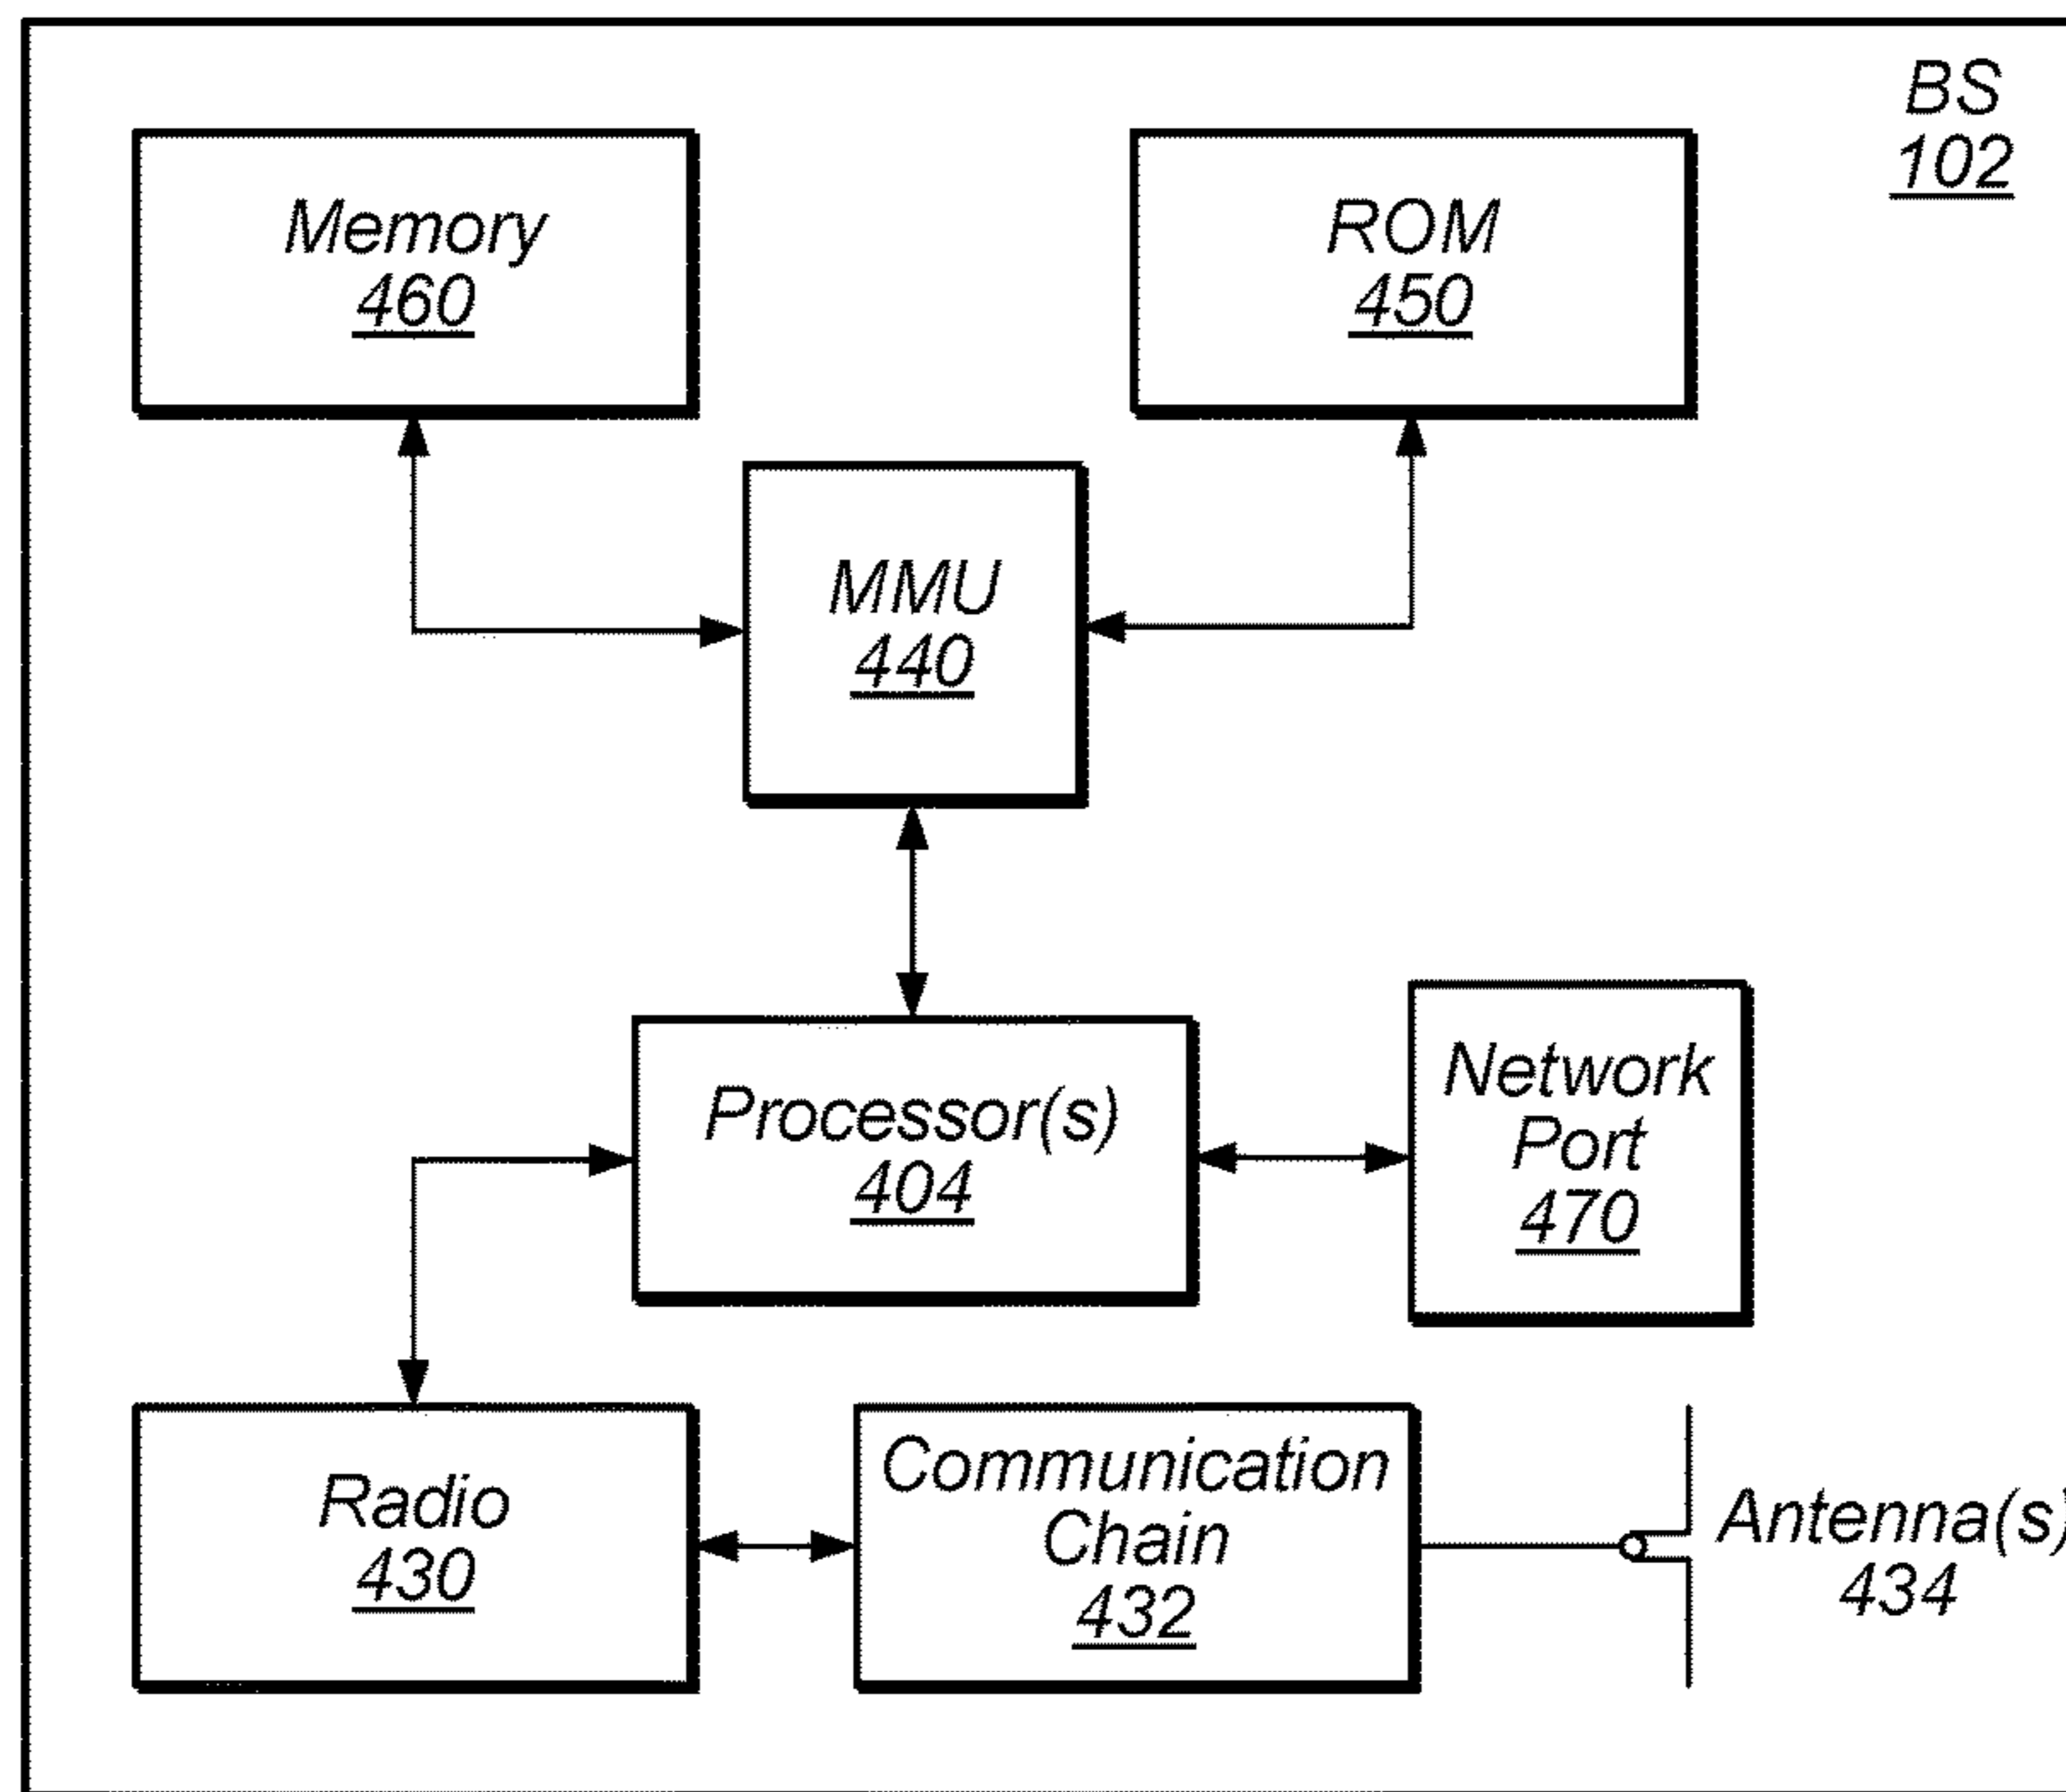 BS
102
Memory
460
ROM
450
MMU
440
Processor(s)
404
Network
Port
470
Radio
430
Communication
Chain
432
Antenna(s)
434